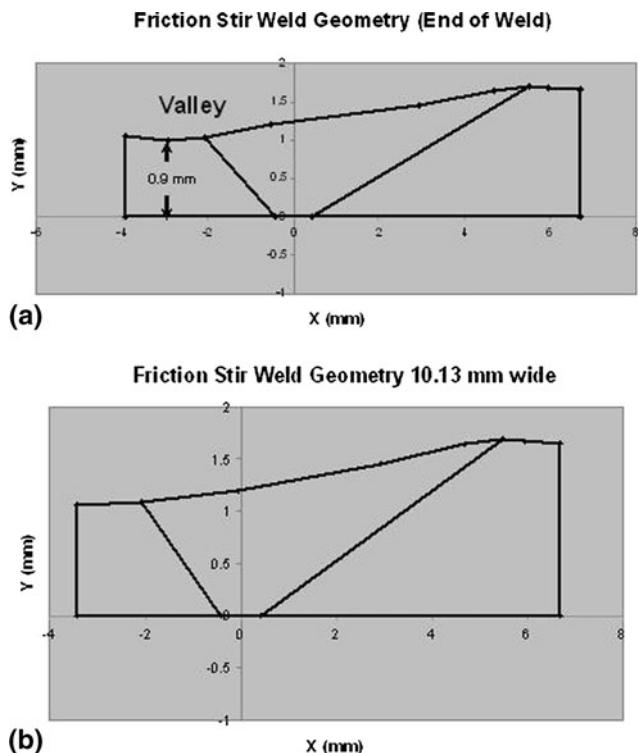 Friction Stir Weld Geometry (End of Weld)
2
Valley
1.5
1
0.9 mm
0.5
0
-6 -4 -2 0 2 4 6 8
-0.5
-1
Y (mm)
X (mm)
(a)
Friction Stir Weld Geometry 10.13 mm wide
2
1.5
1
0.5
0
-4 -2 0 2 4 6 8
-0.5
-1
Y (mm)
X (mm)
(b)